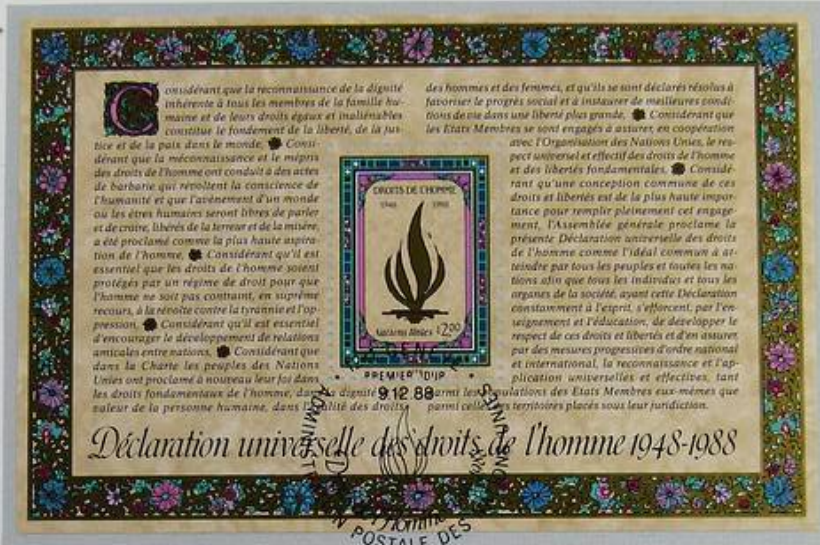 Considérant que la reconnaissance de la dignité
inhérente à tous les membres de la famille hu-
maine et de leurs droits égaux et inaliénables
constitue le fondement de la liberté, de la jus-
tice et de la paix dans le monde, Consi-
dérant que la méconnaissance et le mépris
des droits de l'homme ont conduit à des actes
de barbarie qui révoltent la conscience de
l'humanité et que l'avènement d'un monde
où les êtres humains seront libres de parler
et de croire, libérés de la terreur et de la misère,
a été proclamé comme la plus haute aspira-
tion de l'homme, Considérant qu'il est
essentiel que les droits de l'homme soient
protégés par un régime de droit pour que
l'homme ne soit pas contraint, en suprême
recours, à la révolte contre la tyrannie et l'op-
pression, Considérant qu'il est essentiel
d'encourager le développement de relations
amicales entre nations, Considérant que
dans la Charte les peuples des Nations
Unies ont proclamé à nouveau leur foi dans
les droits fondamentaux de l'homme, dans la dignité
valeur de la personne humaine, dans l'égalité des droits
des hommes et des femmes, et qu'ils se sont déclarés résolus à
favoriser le progrès social et à instaurer de meilleures condi-
tions de vie dans une liberté plus grande, Considérant que
les Etats Membres se sont engagés à assurer, en coopération
avec l'Organisation des Nations Unies, le res-
pect universel et effectif des droits de l'homme
et des libertés fondamentales, Considé-
rant qu'une conception commune de ces
droits et libertés est de la plus haute impor-
tance pour remplir pleinement cet engage-
ment, l'Assemblée générale proclame la
présente Déclaration universelle des droits
de l'homme comme l'idéal commun à at-
teindre par tous les peuples et toutes les na-
tions afin que tous les individus et tous les
organes de la société, ayant cette Déclaration
constamment à l'esprit, s'efforcent, par l'en-
seignement et l'éducation, de développer le
respect de ces droits et libertés et d'en assurer,
par des mesures progressives d'ordre national
et international, la reconnaissance et l'ap-
plication universelles et effectives, tant
parmi les populations des Etats Membres eux-mêmes que
parmi celles des territoires placés sous leur juridiction.
DROITS DE L'HOMME
1948 1988
Nations Unies F.S. 2.00
PREMIER JOUR
9.12.88
POSTALE DES
Déclaration universelle des droits de l'homme 1948-1988